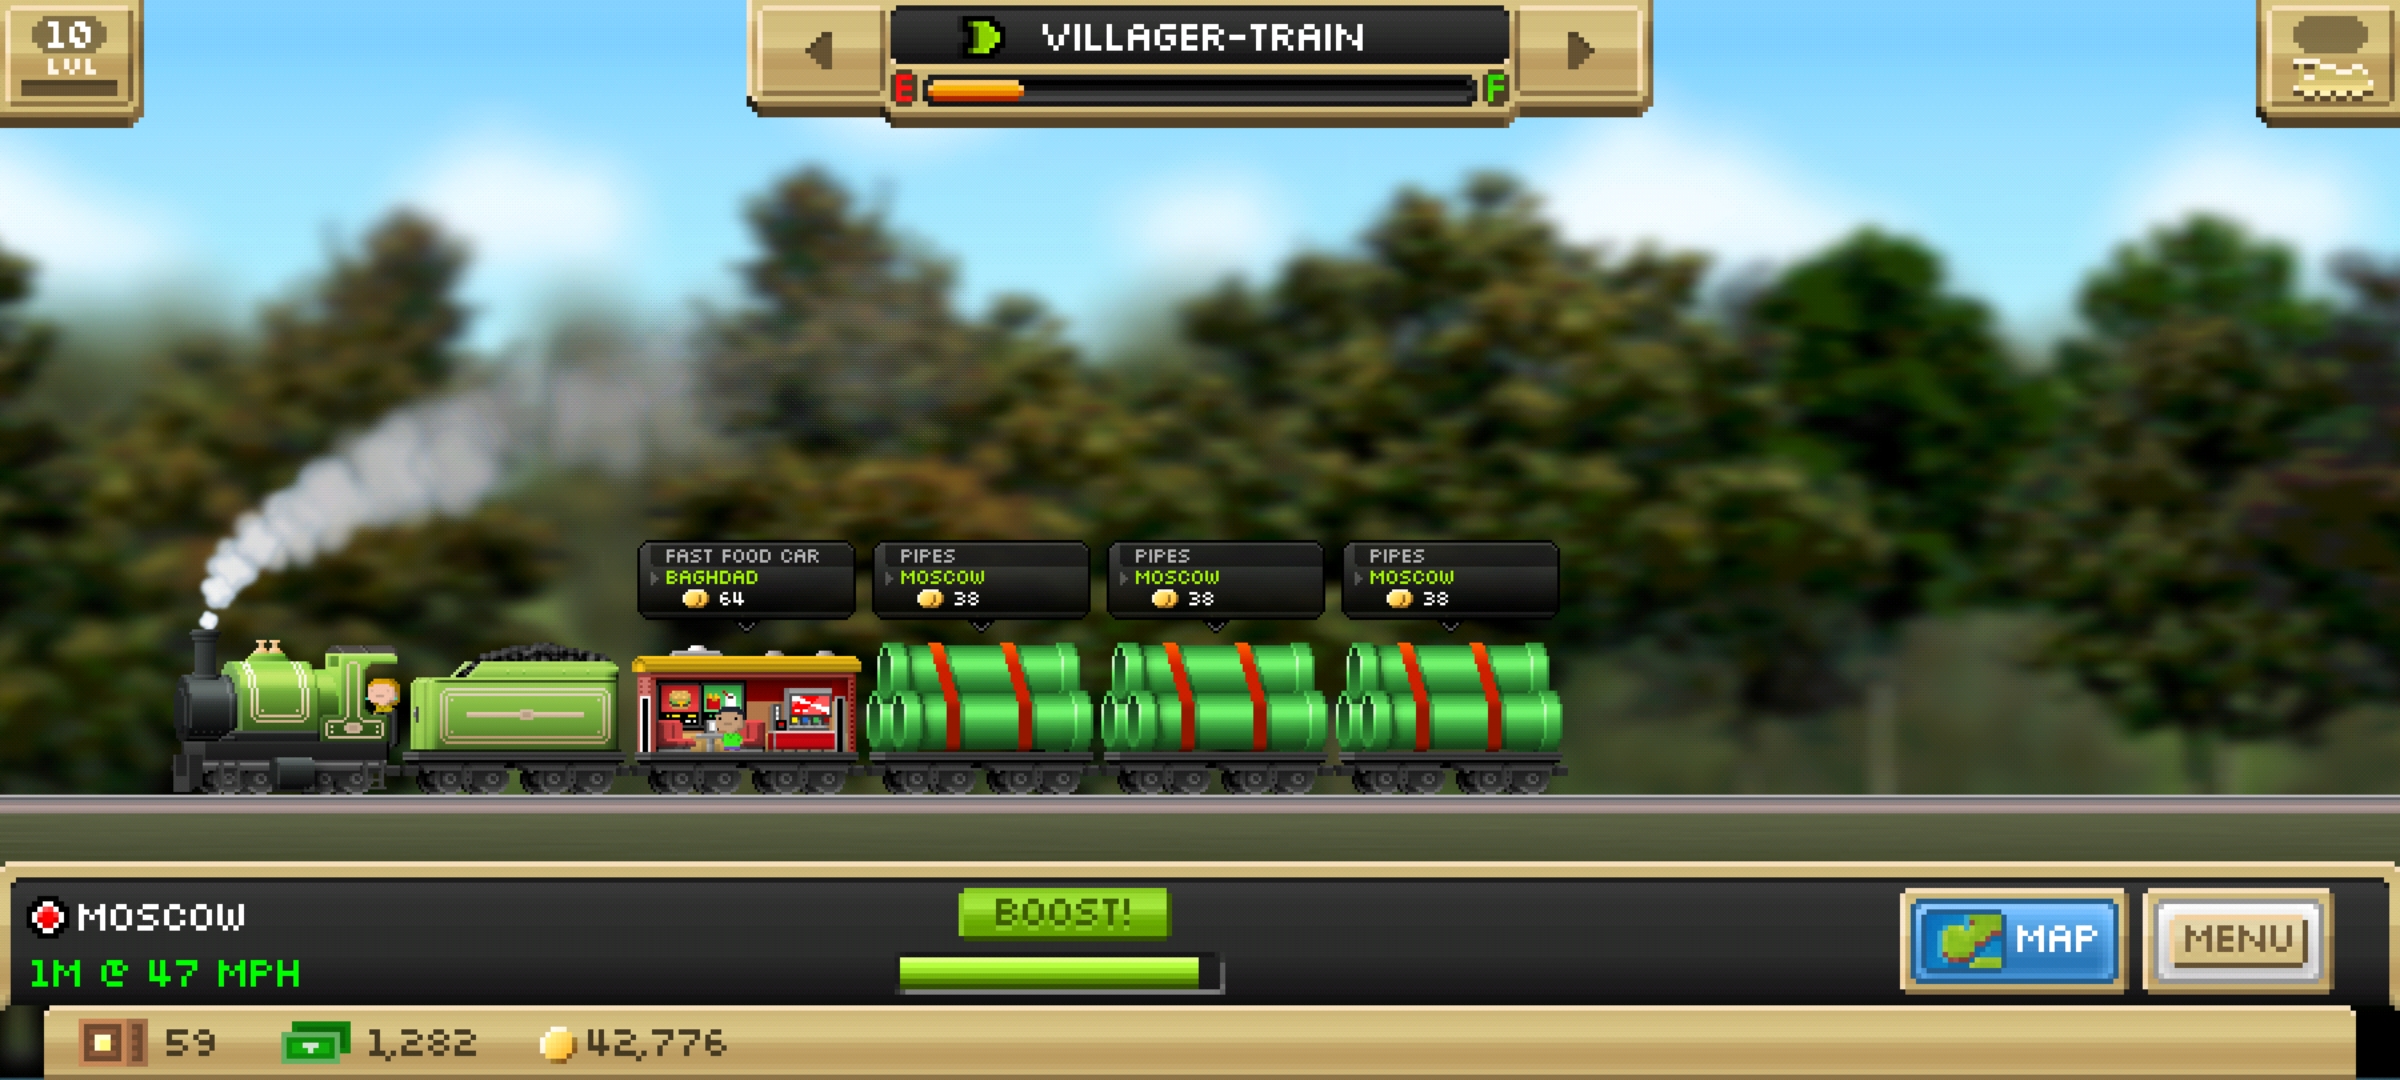 10
LVL
VILLAGER-TRAIN
E F
FAST FOOD CAR
BAGHDAD
64
PIPES
MOSCOW
38
PIPES
MOSCOW
38
PIPES
MOSCOW
38
MOSCOW
1M @ 47 MPH
BOOST!
MAP
MENU
59
1,282
42,776